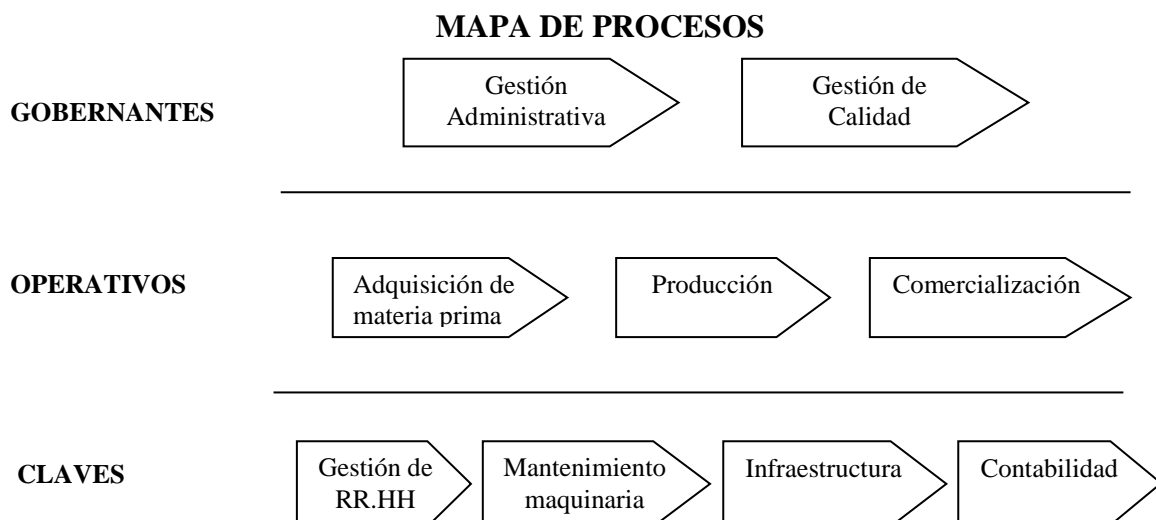 MAPA DE PROCESOS
GOBERNANTES
Gestión
Administrativa
Gestión de
Calidad
OPERATIVOS
Adquisición de
materia prima
Producción
Comercialización
CLAVES
Gestión de
RR.HH
Mantenimiento
maquinaria
Infraestructura
Contabilidad